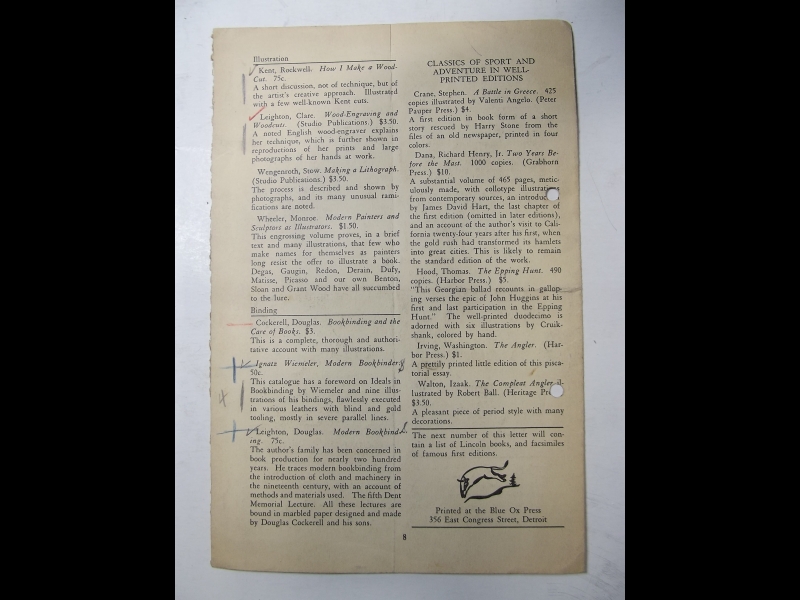 Illustration
Kent, Rockwell. How I Make a Wood-
Cut. 75c.
A short discussion, not of technique, but of
the artist's creative approach. Illustrated
with a few well-known Kent cuts.
Leighton, Clare. Wood-Engraving and
Woodcuts. (Studio Publications.) $3.50.
A noted English wood-engraver explains
her technique, which is further shown in
reproductions of her prints and large
photographs of her hands at work.
Wengenroth, Stow. Making a Lithograph.
(Studio Publications.) $3.50.
The process is described and shown by
photographs, and its many unusual rami-
fications are noted.
Wheeler, Monroe. Modern Painters and
Sculptors as Illustrators. $1.50.
This engrossing volume proves, in a brief
text and many illustrations, that few who
make names for themselves as painters
long resist the offer to illustrate a book.
Degas, Gaugin, Redon, Derain, Dufy,
Matisse, Picasso and our own Benton,
Sloan and Grant Wood have all succumbed
to the lure.
Binding
Cockerell, Douglas. Bookbinding and the
Care of Books. $3.
This is a complete, thorough and authori-
tative account with many illustrations.
Ignatz Wiemeler, Modern Bookbinder.
50c.
This catalogue has a foreword on Ideals in
Bookbinding by Wiemeler and nine illus-
trations of his bindings, flawlessly executed
in various leathers with blind and gold
tooling, mostly in severe parallel lines.
Leighton, Douglas. Modern Bookbind-
ing. 75c.
The author's family has been concerned in
book production for nearly two hundred
years. He traces modern bookbinding from
the introduction of cloth and machinery in
the nineteenth century, with an account of
methods and materials used. The fifth Dent
Memorial Lecture. All these lectures are
bound in marbled paper designed and made
by Douglas Cockerell and his sons.
CLASSICS OF SPORT AND
ADVENTURE IN WELL-
PRINTED EDITIONS
Crane, Stephen. A Battle in Greece. 425
copies illustrated by Valenti Angelo. (Peter
Pauper Press.) $4.
A first edition in book form of a short
story rescued by Harry Stone from the
files of an old newspaper, printed in four
colors.
Dana, Richard Henry, Jr. Two Years Be-
fore the Mast. 1000 copies. (Grabhorn
Press.) $10.
A substantial volume of 465 pages, metic-
ulously made, with collotype illustrations
from contemporary sources, an introduc
by James David Hart, the last chapter of
the first edition (omitted in later editions),
and an account of the author's visit to Cali-
fornia twenty-four years after his first, when
the gold rush had transformed its hamlets
into great cities. This is likely to remain
the standard edition of the work.
Hood, Thomas. The Epping Hunt. 490
copies. (Harbor Press.) $5.
"This Georgian ballad recounts in gallop-
ing verses the epic of John Huggins at his
first and last participation in the Epping
Hunt." The well-printed duodecimo is
adorned with six illustrations by Cruik-
shank, colored by hand.
Irving, Washington. The Angler. (Har-
bor Press.) $1.
A prettily printed little edition of this pisca-
torial essay.
Walton, Izaak. The Compleat Angler il-
lustrated by Robert Ball. (Heritage Pre
$3.50.
A pleasant piece of period style with many
decorations.
The next number of this letter will con-
tain a list of Lincoln books, and facsimiles
of famous first editions.
Printed at the Blue Ox Press
356 East Congress Street, Detroit
8